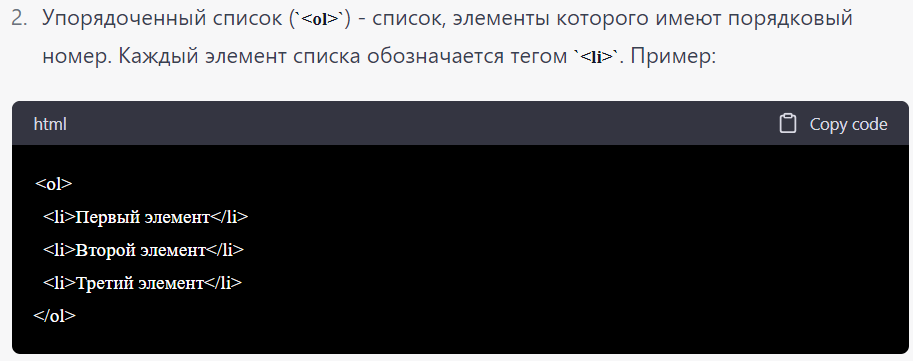 2. Упорядоченный список (`<ol>`) - список, элементы которого имеют порядковый
номер. Каждый элемент списка обозначается тегом `<li>`. Пример:
html Copy code
<ol>
<li>Первый элемент</li>
<li>Второй элемент</li>
<li>Третий элемент</li>
</ol>